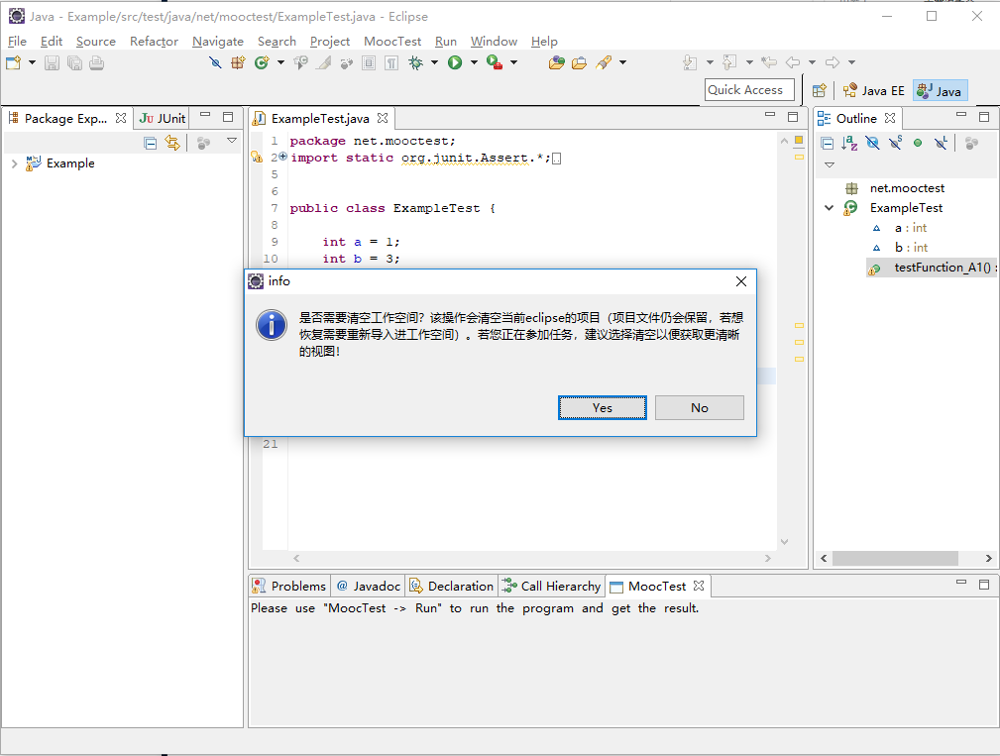 Java - Example/src/test/java/net/mooctest/ExampleTest.java - Eclipse
File Edit Source Refactor Navigate Search Project MoocTest Run Window Help
Quick Access
Java EE
Java
Package Exp...
JUnit
Example
ExampleTest.java
1 package net.mooctest;
2 import static org.junit.Assert.*;
5
6
7 public class ExampleTest {
8
9 int a = 1;
10 int b = 3;
21
info
是否需要清空工作空间？该操作会清空当前eclipse的项目（项目文件仍会保留，若想
恢复需要重新导入进工作空间）。若您正在参加任务，建议选择清空以便获取更清晰
的视图！
Yes
No
Outline
net.mooctest
ExampleTest
a : int
b : int
testFunction_A1() :
Problems
@ Javadoc
Declaration
Call Hierarchy
MoocTest
Please use "MoocTest -> Run" to run the program and get the result.